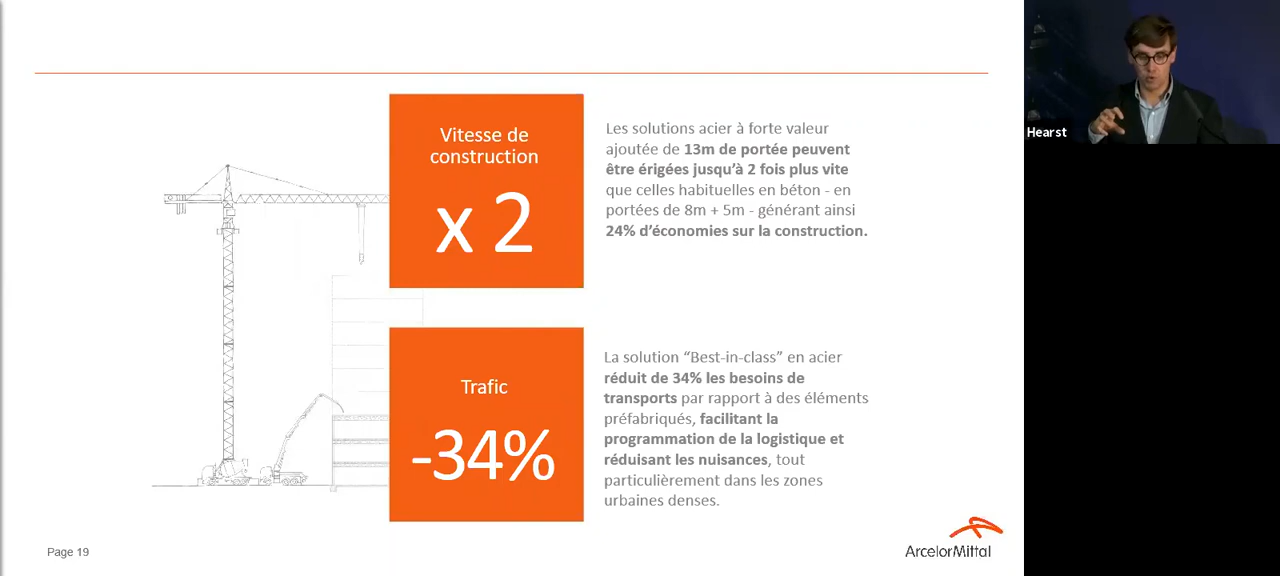 Vitesse de
construction
x 2
Les solutions acier à forte valeur
ajoutée de 13m de portée peuvent
être érigées jusqu’à 2 fois plus vite
que celles habituelles en béton - en
portées de 8m + 5m - générant ainsi
24% d’économies sur la construction.
Trafic
-34%
La solution “Best-in-class” en acier
réduit de 34% les besoins de
transports par rapport à des éléments
préfabriqués, facilitant la
programmation de la logistique et
réduisant les nuisances, tout
particulièrement dans les zones
urbaines denses.
Page 19
ArcelorMittal
Hearst